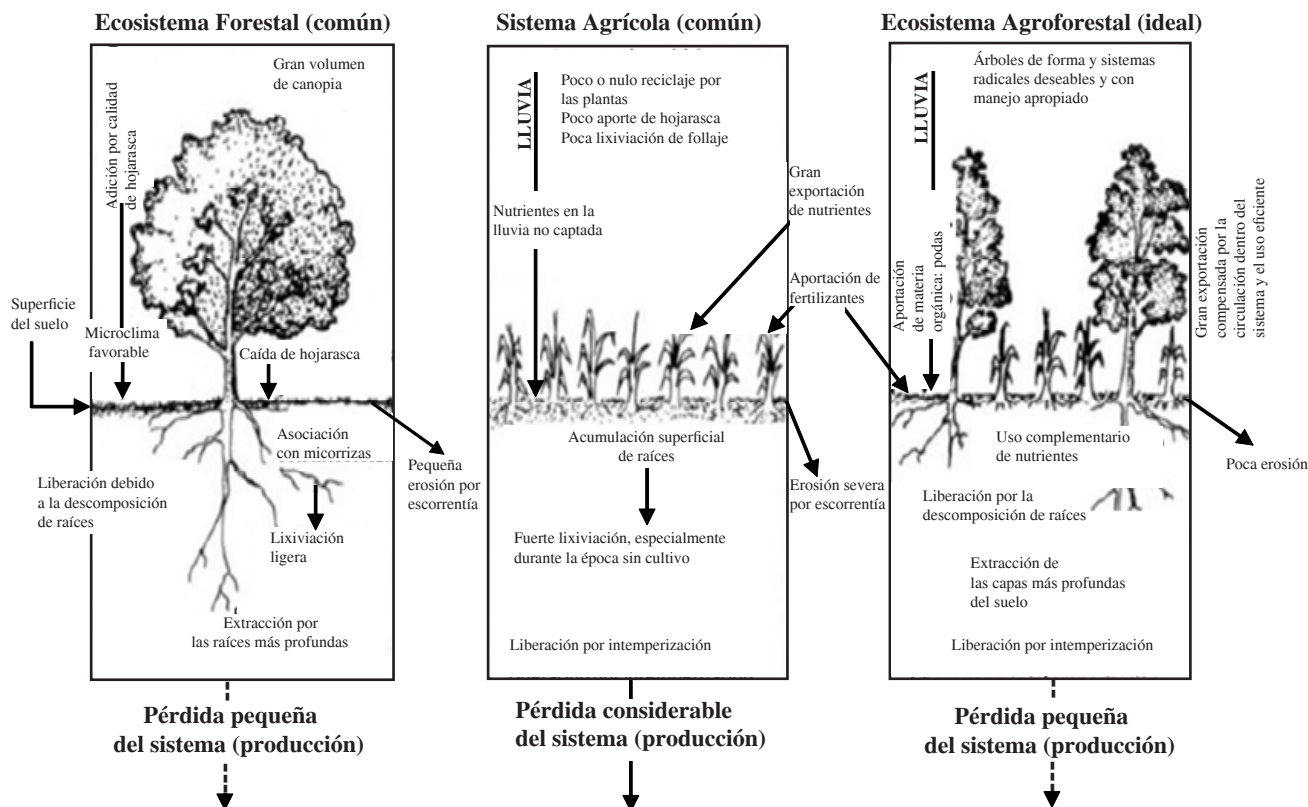 Ecosistema Forestal (común)
Gran volumen
de canopia
Adición por calidad
de hojarasca
Superficie
del suelo
Microclima
favorable
Caída de hojarasca
Asociación
con micorrizas
Pequeña
erosión por
escorrentía
Liberación debido
a la descomposición
de raíces
Lixiviación
ligera
Extracción por
las raíces más profundas
Pérdida pequeña
del sistema (producción)
Sistema Agrícola (común)
LLUVIA
Poco o nulo reciclaje por
las plantas
Poco aporte de hojarasca
Poca lixiviación de follaje
Nutrientes en la
lluvia no captada
Gran
exportación
de nutrientes
Aportación de
fertilizantes
Acumulación superficial
de raíces
Erosión severa
por escorrentía
Fuerte lixiviación, especialmente
durante la época sin cultivo
Liberación por intemperización
Pérdida considerable
del sistema (producción)
Ecosistema Agroforestal (ideal)
LLUVIA
Árboles de forma y sistemas
radicales deseables y con
manejo apropiado
Aportación
de materia
orgánica: podas
Gran exportación
compensada por la
circulación dentro del
sistema y el uso eficiente
Uso complementario
de nutrientes
Poca erosión
Liberación por la
descomposición de raíces
Extracción de
las capas más profundas
del suelo
Liberación por intemperización
Pérdida pequeña
del sistema (producción)